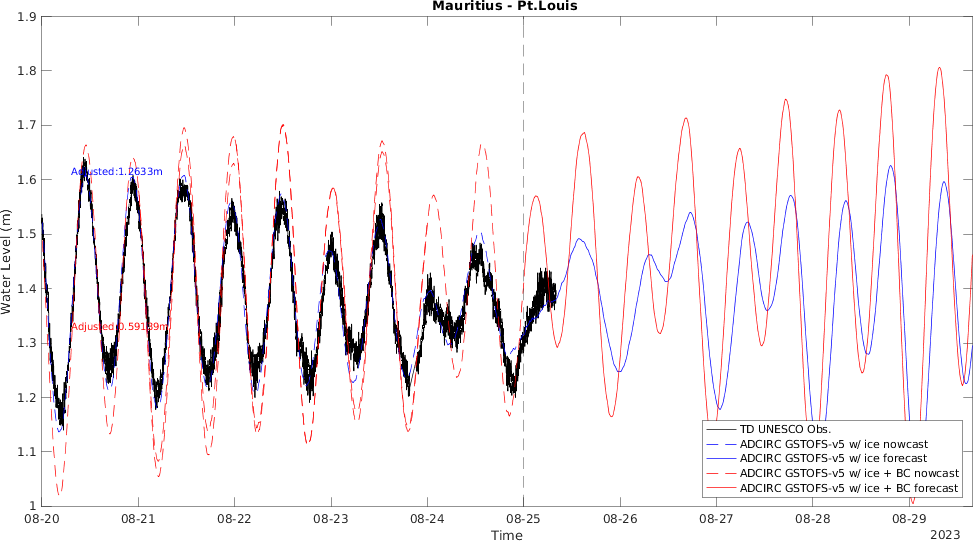 Mauritius - Pt.Louis
Water Level (m)
1.9
1.8
1.7
1.6
1.5
1.4
1.3
1.2
1.1
1
Adjusted:1.2633m
Adjusted:0.59139m
TD UNESCO Obs.
ADCIRC GSTOFS-v5 w/ ice nowcast
ADCIRC GSTOFS-v5 w/ ice forecast
ADCIRC GSTOFS-v5 w/ ice + BC nowcast
ADCIRC GSTOFS-v5 w/ ice + BC forecast
08-20 08-21 08-22 08-23 08-24 08-25 08-26 08-27 08-28 08-29
Time
2023